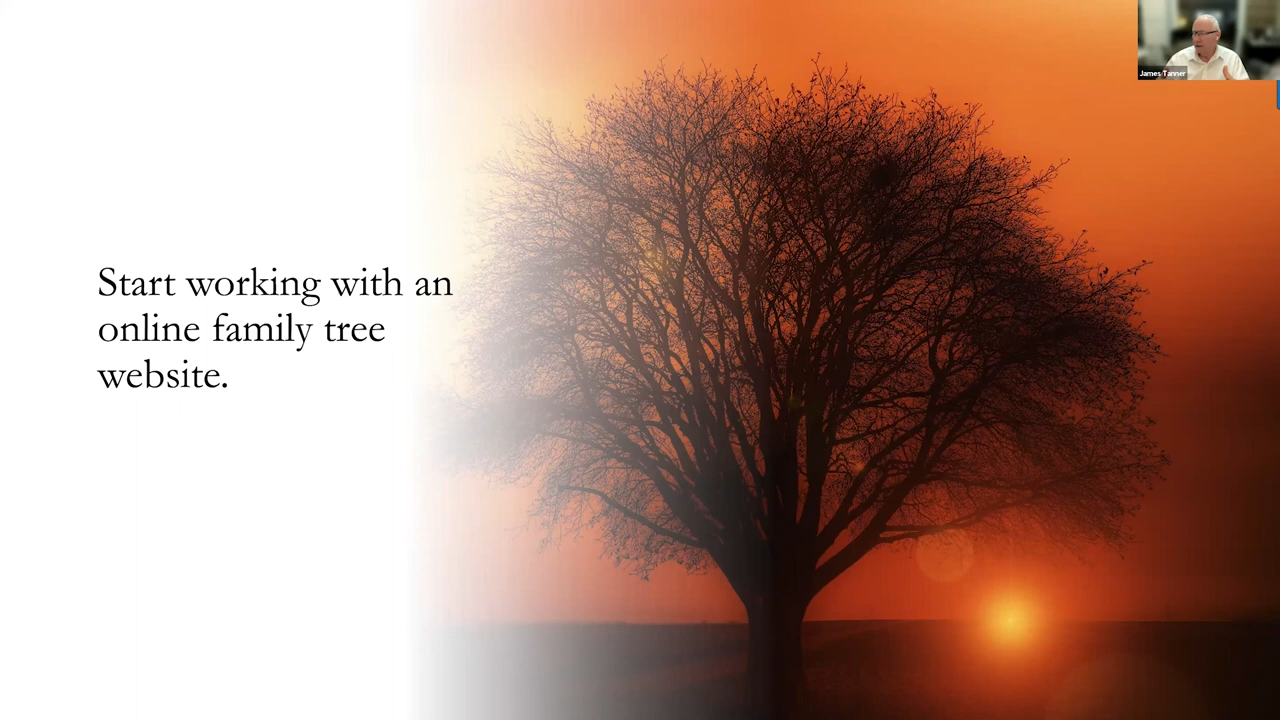 James Tanner
Start working with an
online family tree
website.